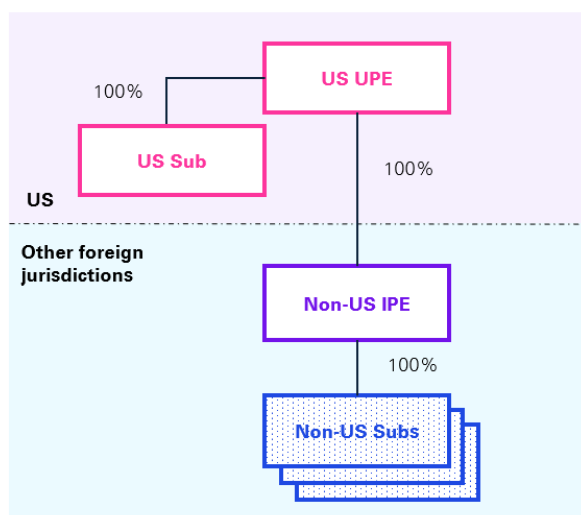 US UPE
100%
US Sub
100%
US
Other foreign
jurisdictions
Non-US IPE
100%
Non-US Subs